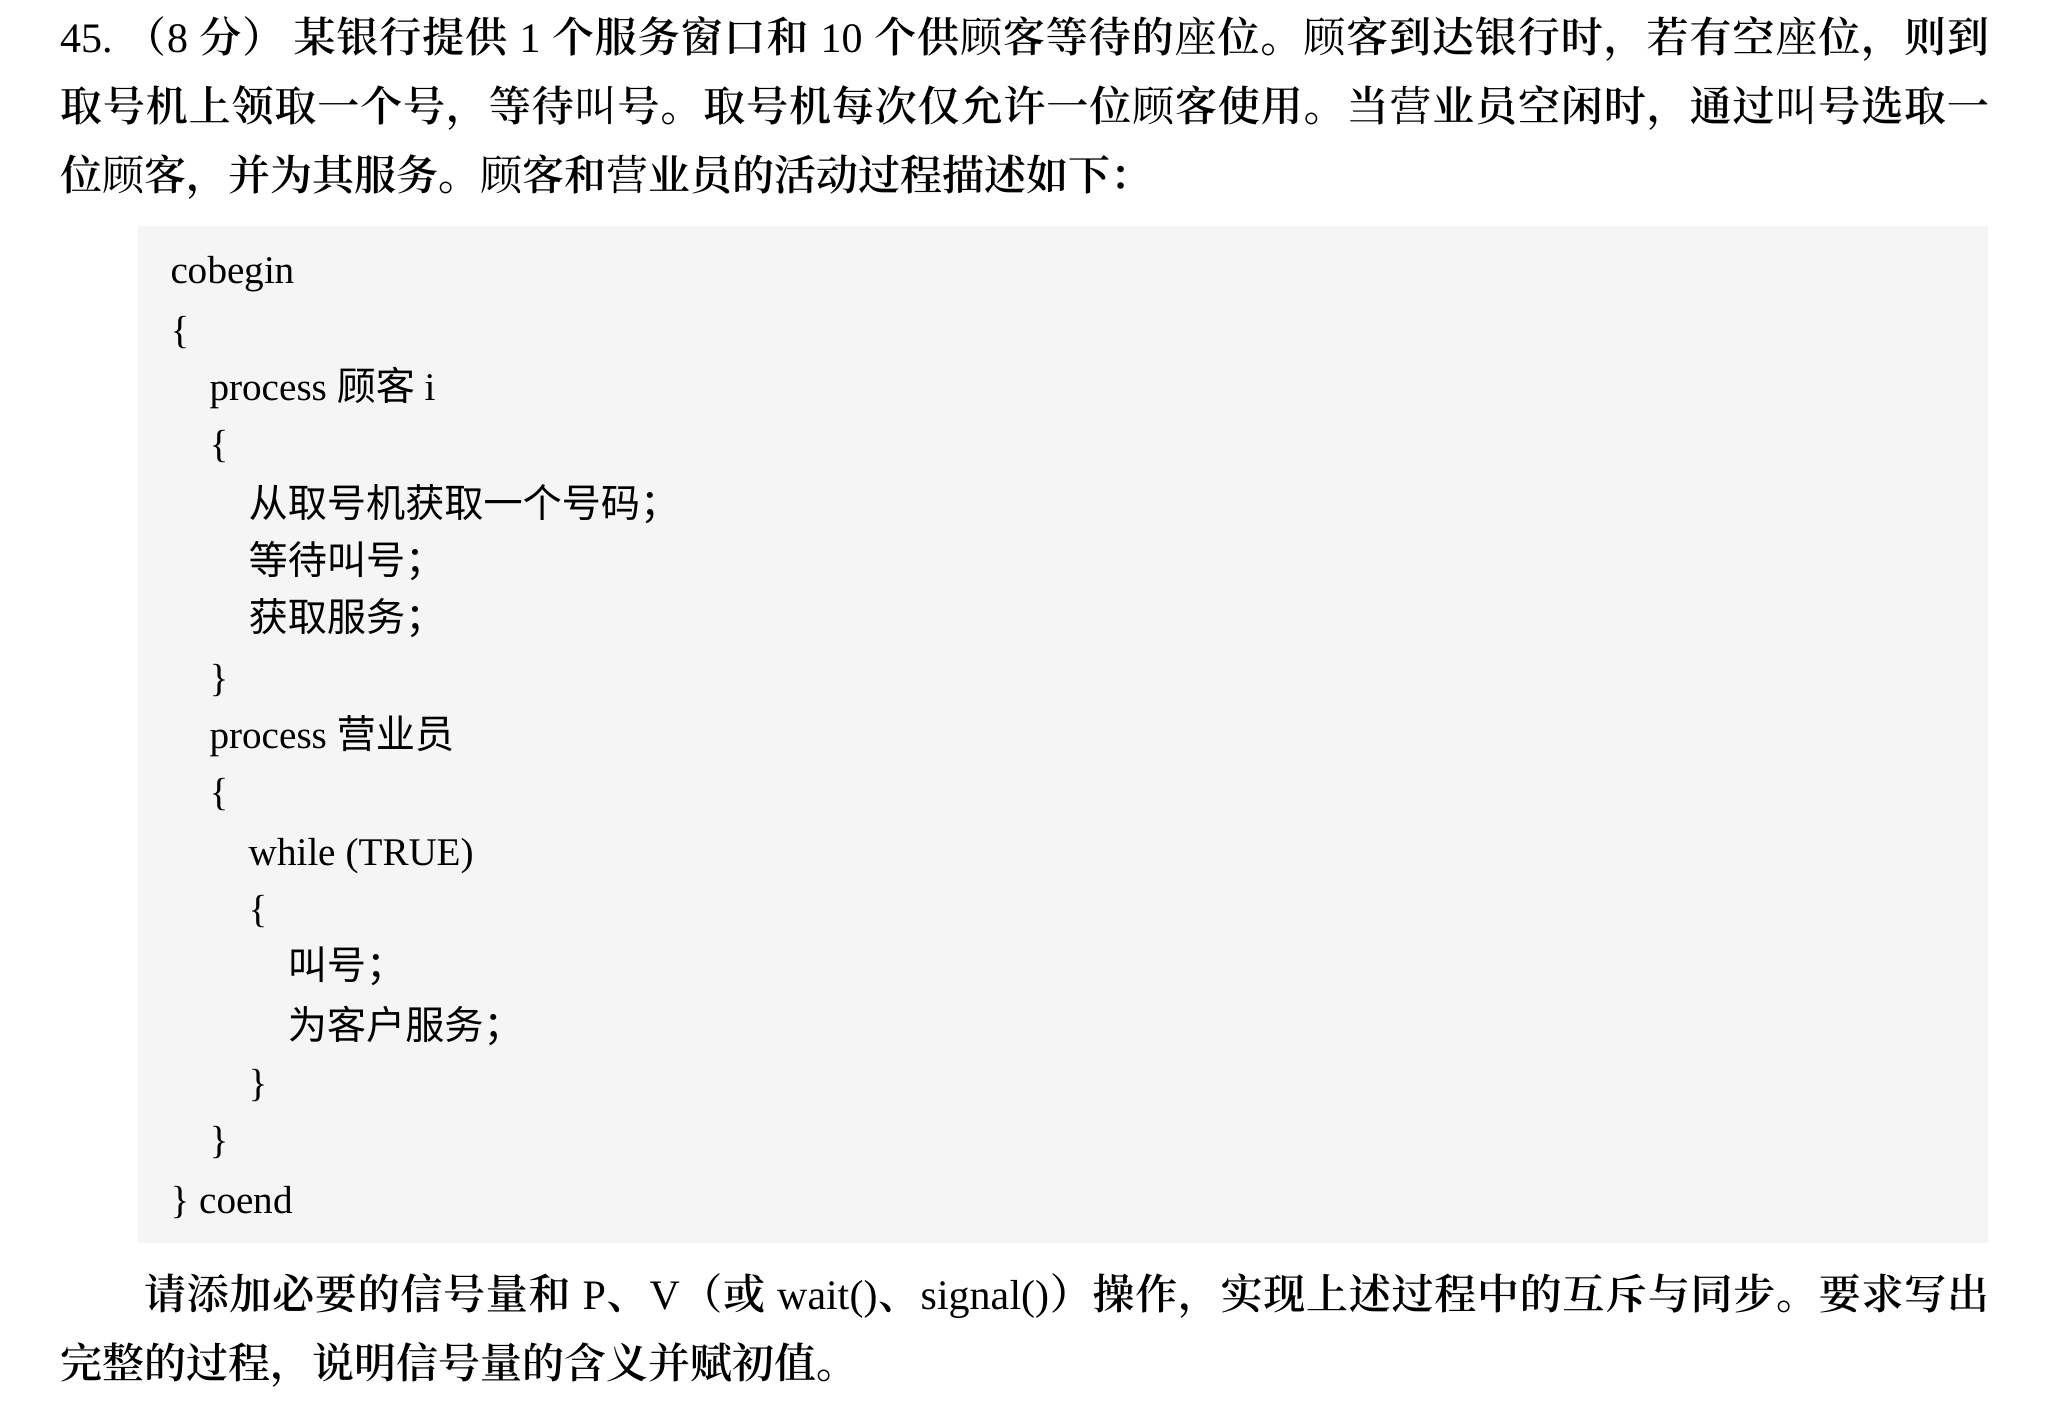 45. （8 分） 某银行提供 1 个服务窗口和 10 个供顾客等待的座位。顾客到达银行时，若有空座位，则到
取号机上领取一个号，等待叫号。取号机每次仅允许一位顾客使用。当营业员空闲时，通过叫号选取一
位顾客，并为其服务。顾客和营业员的活动过程描述如下：
cobegin
{
process 顾客 i
{
从取号机获取一个号码；
等待叫号；
获取服务；
}
process 营业员
{
while (TRUE)
{
叫号；
为客户服务；
}
}
} coend
请添加必要的信号量和 P、V（或 wait()、signal()）操作，实现上述过程中的互斥与同步。要求写出
完整的过程，说明信号量的含义并赋初值。